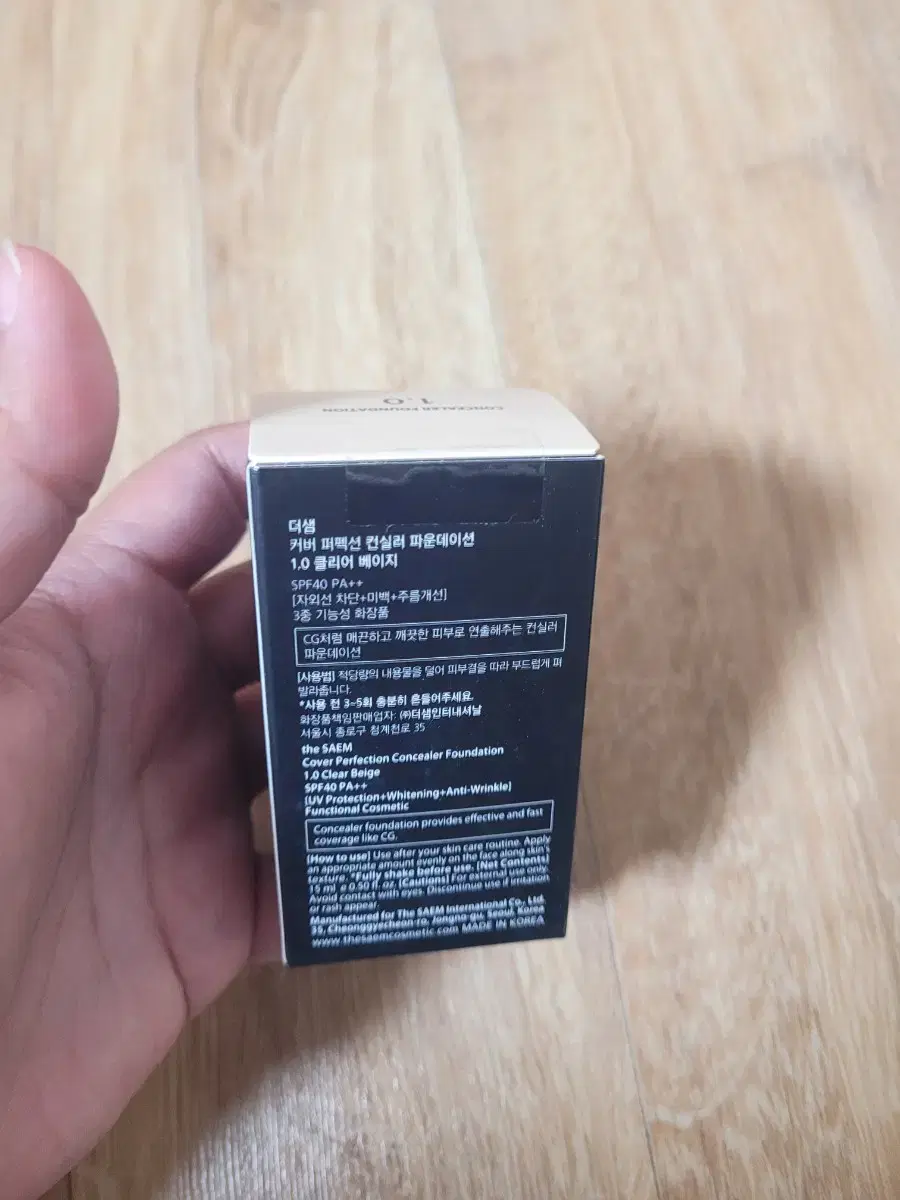 CONCEALER FOUNDATION
1.0
더샘
커버 퍼펙션 컨실러 파운데이션
1.0 클리어 베이지
SPF40 PA++
[자외선 차단+미백+주름개선]
3중 기능성 화장품
CG처럼 매끈하고 깨끗한 피부로 연출해주는 컨실러
파운데이션
[사용법] 적당량의 내용물을 덜어 피부결을 따라 부드럽게 펴
발라줍니다.
*사용 전 3~5회 충분히 흔들어주세요.
화장품책임판매업자: ㈜더샘인터내셔날
서울시 종로구 청계천로 35
the SAEM
Cover Perfection Concealer Foundation
1.0 Clear Beige
SPF40 PA++
[UV Protection+Whitening+Anti-Wrinkle]
Functional Cosmetic
Concealer foundation provides effective and fast
coverage like CG.
[How to use] Use after your skin care routine. Apply
an appropriate amount evenly on the face along skin's
texture. *Fully shake before use. [Net Contents]
15 ml e 0.50 fl. oz. [Cautions] For external use only.
Avoid contact with eyes. Discontinue use if irritation
or rash appear.
Manufactured for The SAEM International Co., Ltd.
35, Cheonggyecheon-ro, Jongno-gu, Seoul, Korea
www.thesaemcosmetic.com MADE IN KOREA